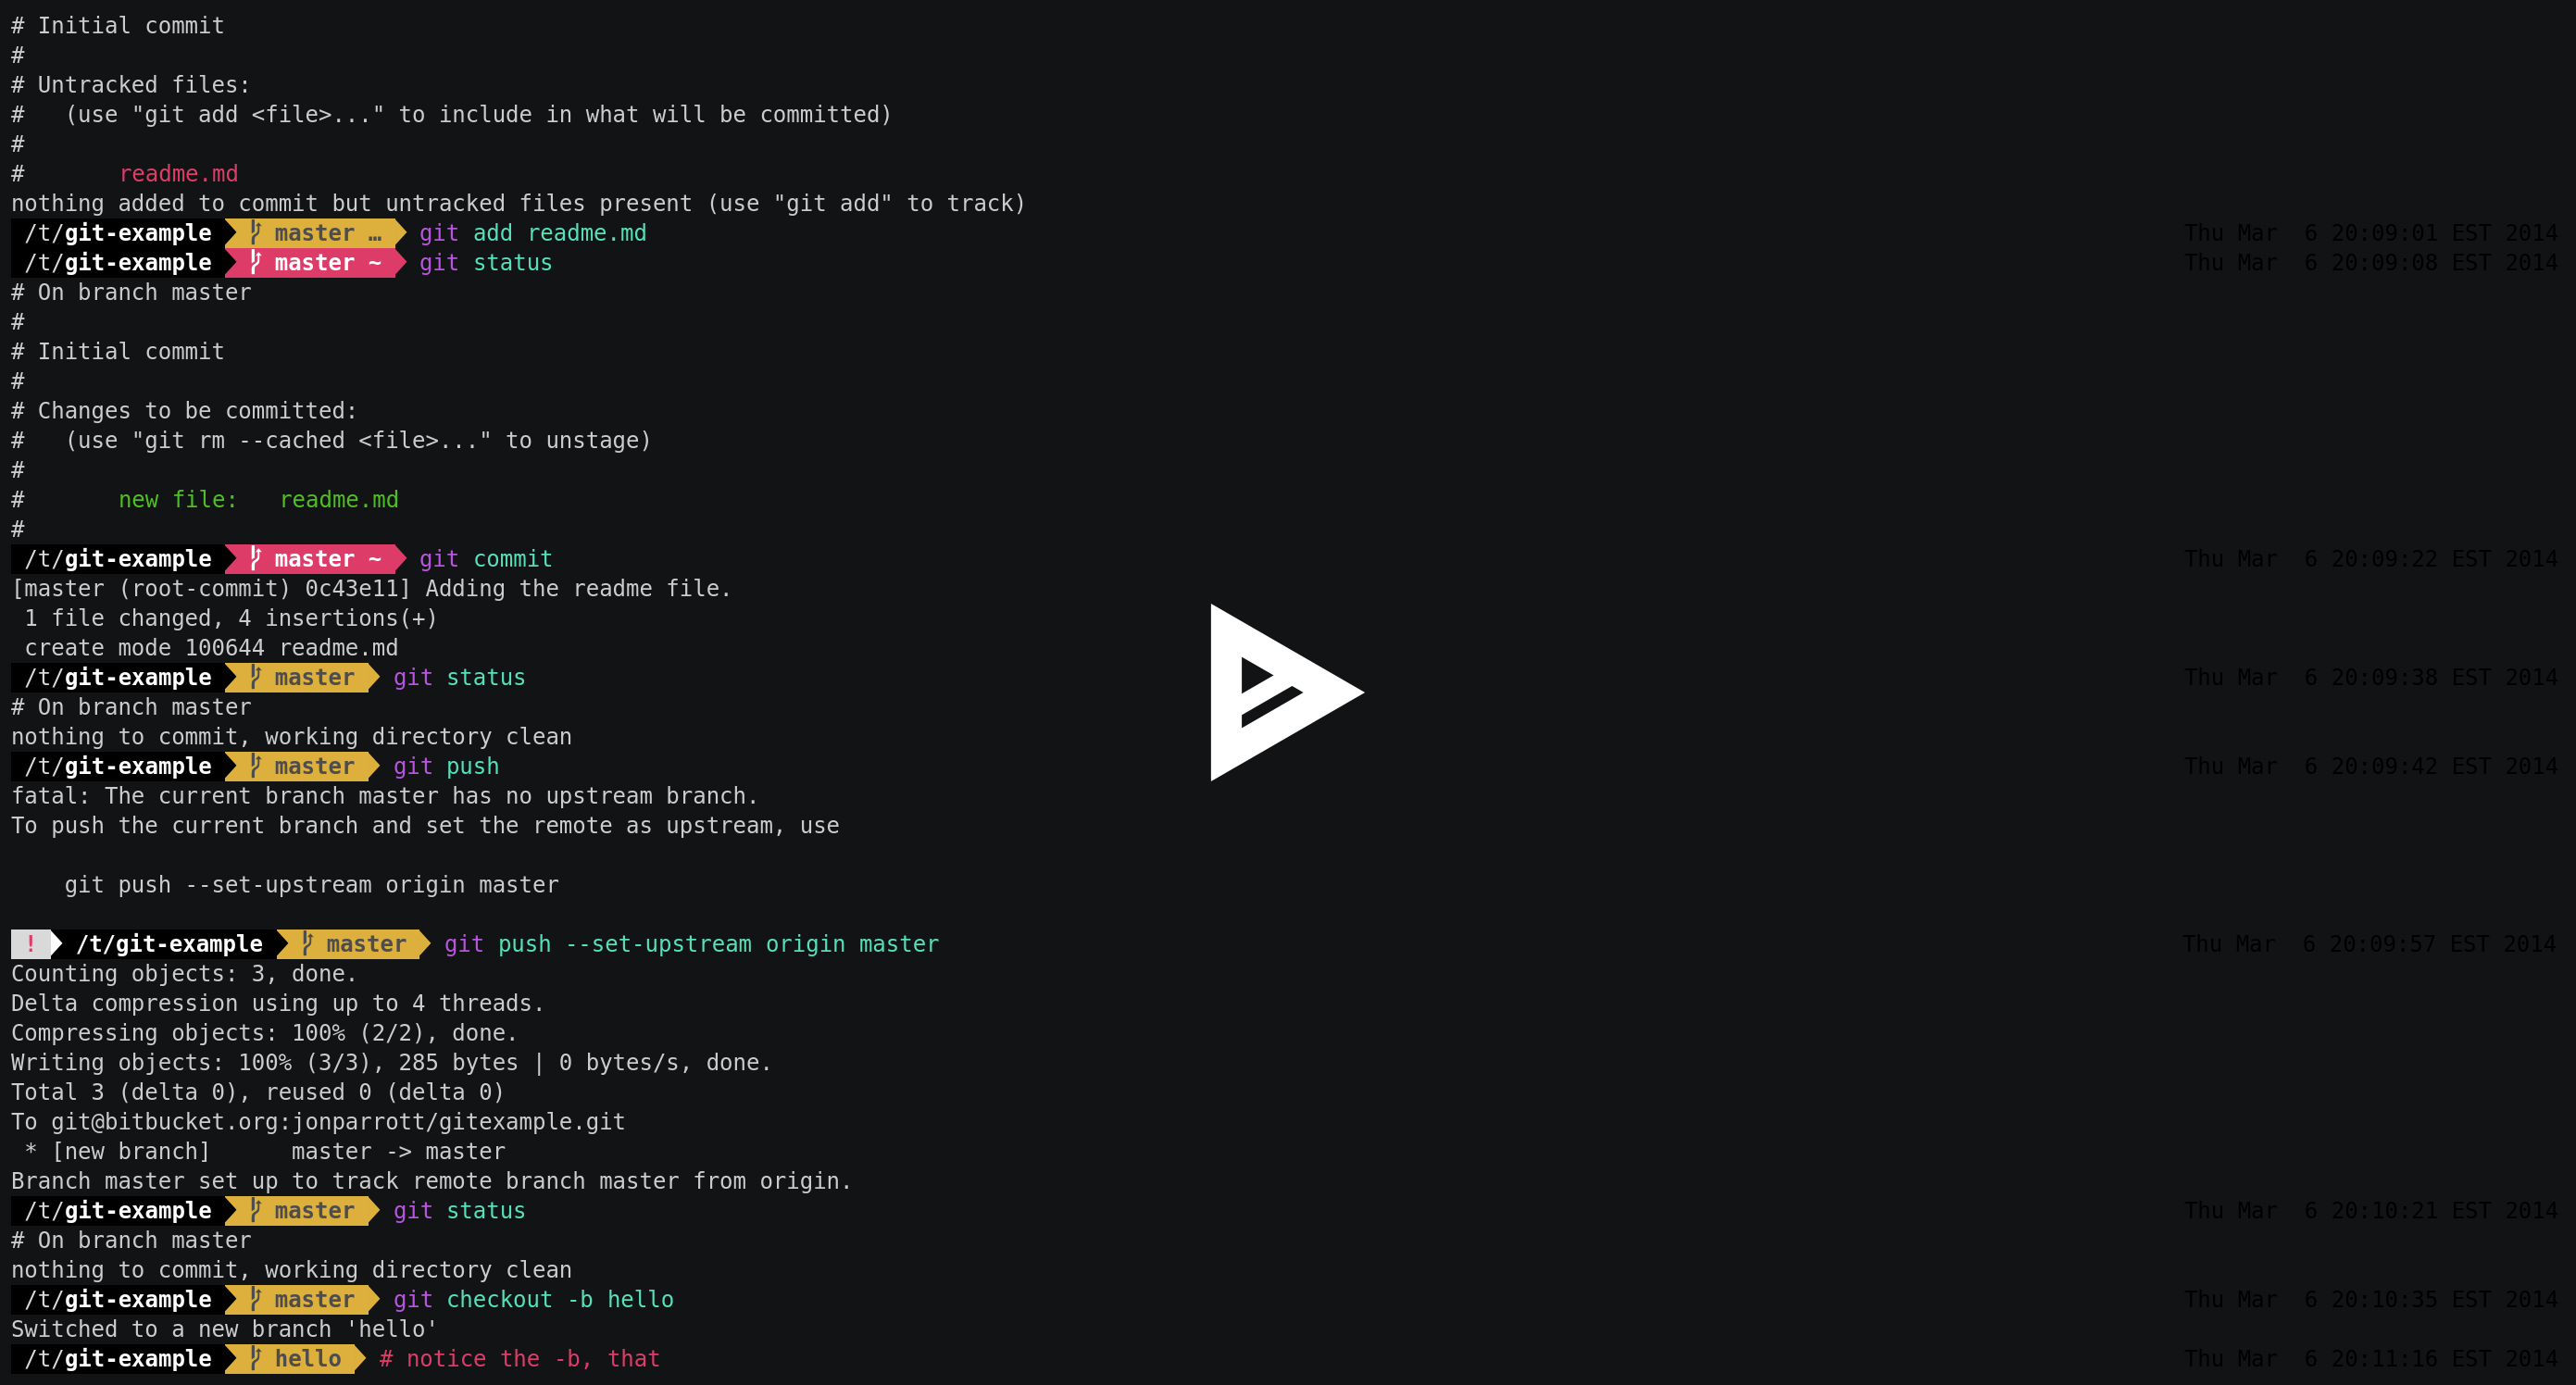 # Initial commit
#
# Untracked files:
#   (use "git add <file>..." to include in what will be committed)
#
#       readme.md
nothing added to commit but untracked files present (use "git add" to track)
/t/git-example master … git add readme.md Thu Mar  6 20:09:01 EST 2014
/t/git-example master ~ git status Thu Mar  6 20:09:08 EST 2014
# On branch master
#
# Initial commit
#
# Changes to be committed:
#   (use "git rm --cached <file>..." to unstage)
#
#       new file:   readme.md
#
/t/git-example master ~ git commit Thu Mar  6 20:09:22 EST 2014
[master (root-commit) 0c43e11] Adding the readme file.
 1 file changed, 4 insertions(+)
 create mode 100644 readme.md
/t/git-example master git status Thu Mar  6 20:09:38 EST 2014
# On branch master
nothing to commit, working directory clean
/t/git-example master git push Thu Mar  6 20:09:42 EST 2014
fatal: The current branch master has no upstream branch.
To push the current branch and set the remote as upstream, use
    git push --set-upstream origin master
! /t/git-example master git push --set-upstream origin master Thu Mar  6 20:09:57 EST 2014
Counting objects: 3, done.
Delta compression using up to 4 threads.
Compressing objects: 100% (2/2), done.
Writing objects: 100% (3/3), 285 bytes | 0 bytes/s, done.
Total 3 (delta 0), reused 0 (delta 0)
To git@bitbucket.org:jonparrott/gitexample.git
 * [new branch]      master -> master
Branch master set up to track remote branch master from origin.
/t/git-example master git status Thu Mar  6 20:10:21 EST 2014
# On branch master
nothing to commit, working directory clean
/t/git-example master git checkout -b hello Thu Mar  6 20:10:35 EST 2014
Switched to a new branch 'hello'
/t/git-example hello # notice the -b, that Thu Mar  6 20:11:16 EST 2014